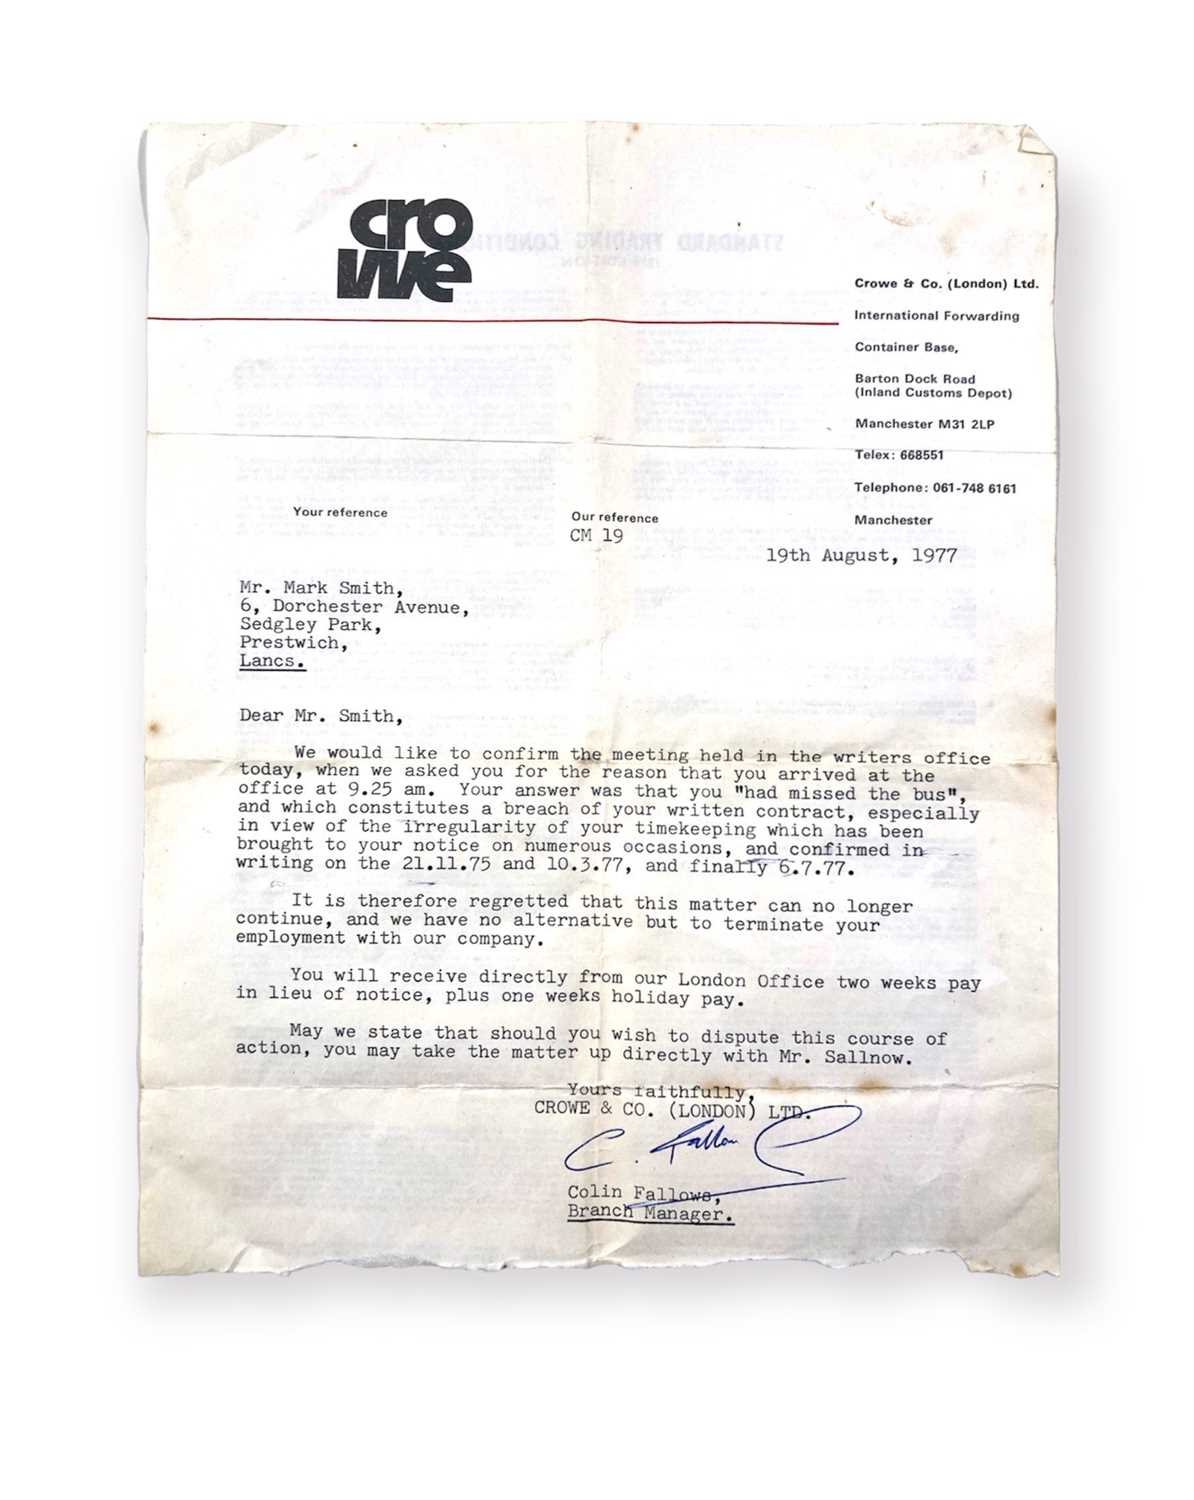 cro
we
STANDARD TRADING CONDITIONS
Crowe & Co. (London) Ltd.
International Forwarding
Container Base,
Barton Dock Road
(Inland Customs Depot)
Manchester M31 2LP
Telex: 668551
Telephone: 061-748 6161
Manchester
Your reference
Our reference
CM 19
19th August, 1977
Mr. Mark Smith,
6, Dorchester Avenue,
Sedgley Park,
Prestwich,
Lancs.
Dear Mr. Smith,
We would like to confirm the meeting held in the writers office
today, when we asked you for the reason that you arrived at the
office at 9.25 am. Your answer was that you "had missed the bus",
and which constitutes a breach of your written contract, especially
in view of the irregularity of your timekeeping which has been
brought to your notice on numerous occasions, and confirmed in
writing on the 21.11.75 and 10.3.77, and finally 6.7.77.
It is therefore regretted that this matter can no longer
continue, and we have no alternative but to terminate your
employment with our company.
You will receive directly from our London Office two weeks pay
in lieu of notice, plus one weeks holiday pay.
May we state that should you wish to dispute this course of
action, you may take the matter up directly with Mr. Sallnow.
Yours faithfully,
CROWE & CO. (LONDON) LTD.
C. Fallows
Colin Fallows,
Branch Manager.